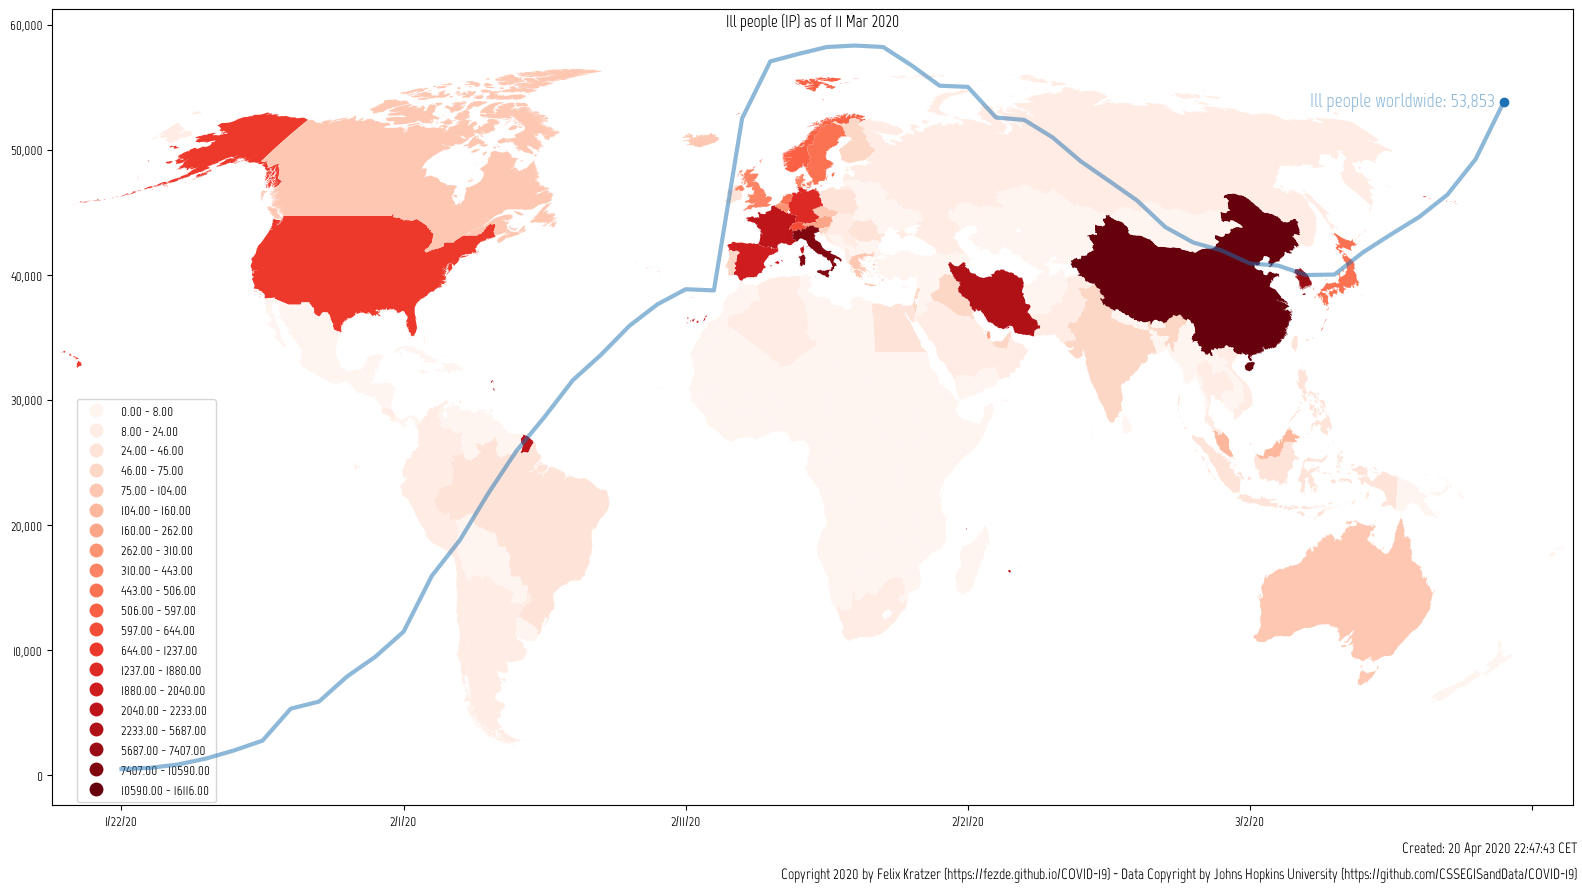 Ill people (IP) as of 11 Mar 2020
60,000
Ill people worldwide: 53,853
50,000
40,000
30,000
20,000
10,000
0
0.00 - 8.00
8.00 - 24.00
24.00 - 46.00
46.00 - 75.00
75.00 - 104.00
104.00 - 160.00
160.00 - 262.00
262.00 - 310.00
310.00 - 443.00
443.00 - 506.00
506.00 - 597.00
597.00 - 644.00
644.00 - 1237.00
1237.00 - 1880.00
1880.00 - 2040.00
2040.00 - 2233.00
2233.00 - 5687.00
5687.00 - 7407.00
7407.00 - 10590.00
10590.00 - 16116.00
1/22/20
2/1/20
2/11/20
2/21/20
3/2/20
Created: 20 Apr 2020 22:47:43 CET
Copyright 2020 by Felix Kratzer (https://fezde.github.io/COVID-19) - Data Copyright by Johns Hopkins University (https://github.com/CSSEGISandData/COVID-19)